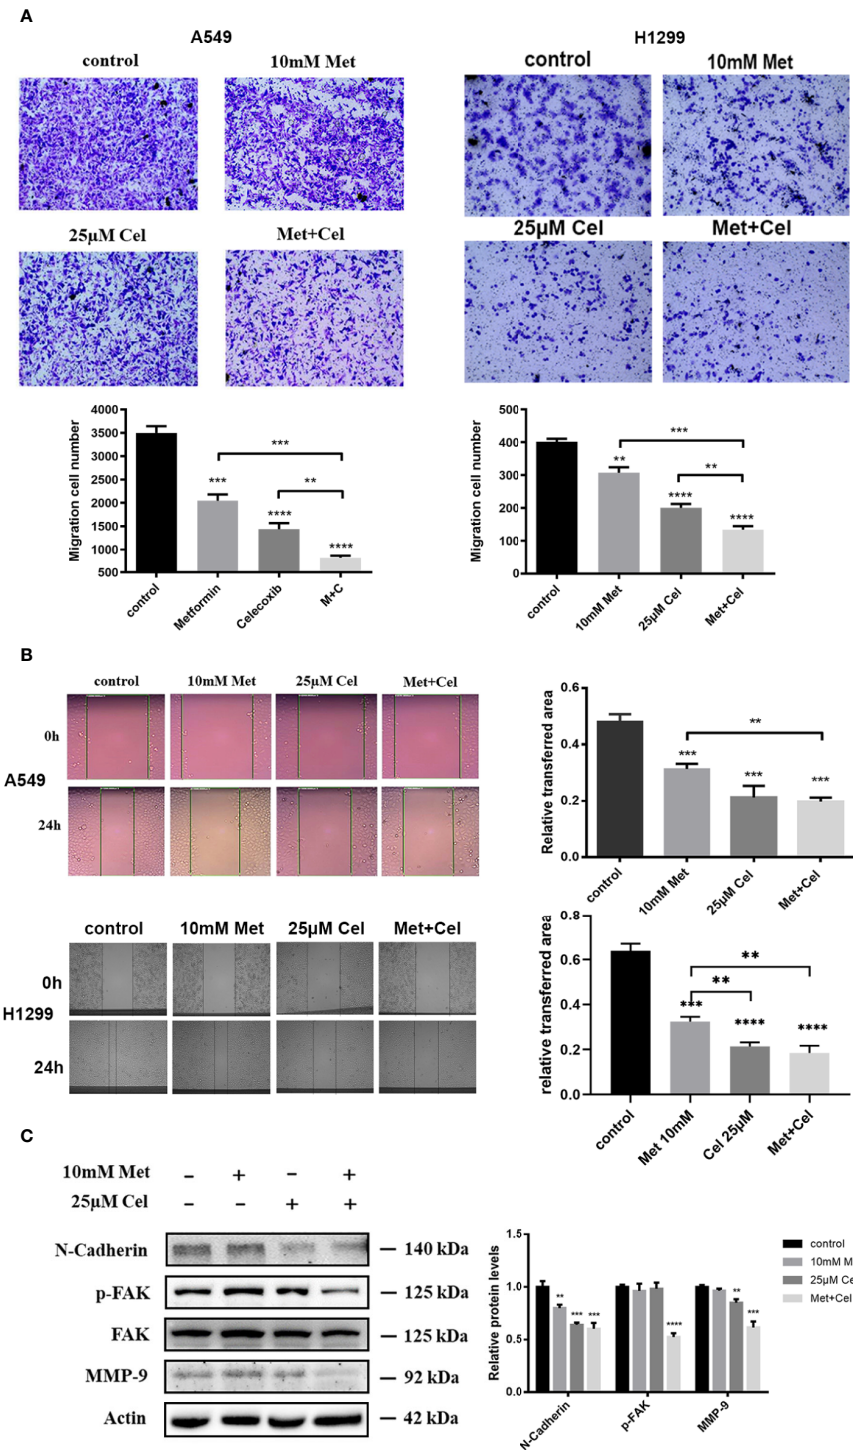 A
A549
H1299
control
10mM Met
control
10mM Met
25μM Cel
Met+Cel
25μM Cel
Met+Cel
Migration cell number
4000
3500
3000
2500
2000
1500
1000
500
***
****
****
***
**
control
Metformin
Celecoxib
M+C
Migration cell number
500
400
300
200
100
0
**
****
****
***
**
control
10mM Met
25μM Cel
Met+Cel
B
control
10mM Met
25μM Cel
Met+Cel
0h
A549
24h
Relative transferred area
0.6
0.4
0.2
0.0
***
***
***
**
control
10mM Met
25μM Cel
Met+Cel
control
10mM Met
25μM Cel
Met+Cel
0h
H1299
24h
relative transferred area
0.8
0.6
0.4
0.2
0.0
***
****
****
**
**
control
Met 10mM
Cel 25μM
Met+Cel
C
10mM Met − + − +
25μM Cel − − + +
N-Cadherin — 140 kDa
p-FAK — 125 kDa
FAK — 125 kDa
MMP-9 — 92 kDa
Actin — 42 kDa
Relative protein levels
1.5
1.0
0.5
0.0
** *** ***
****
** ***
N-Cadherin
p-FAK
MMP-9
control
10mM M
25μM Ce
Met+Cel